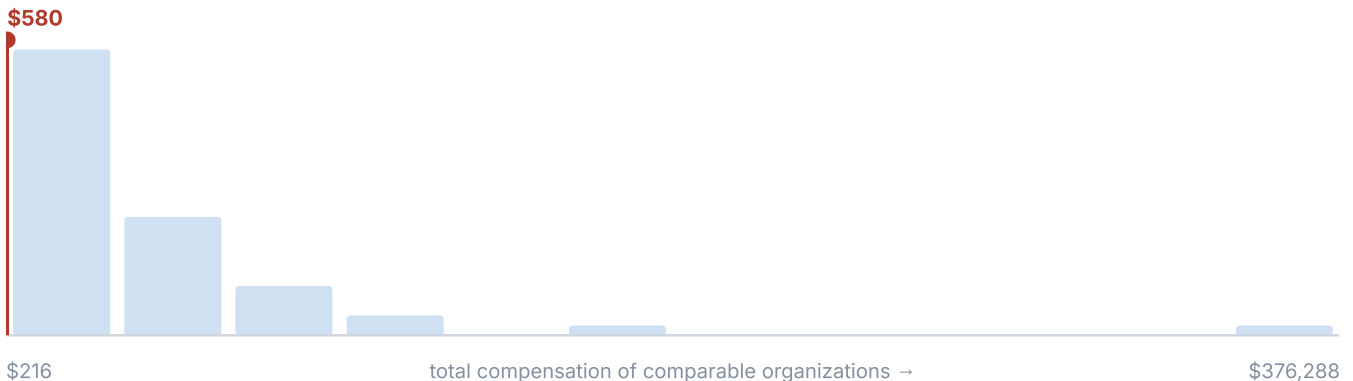 $580
$216
total compensation of comparable organizations →
$376,288